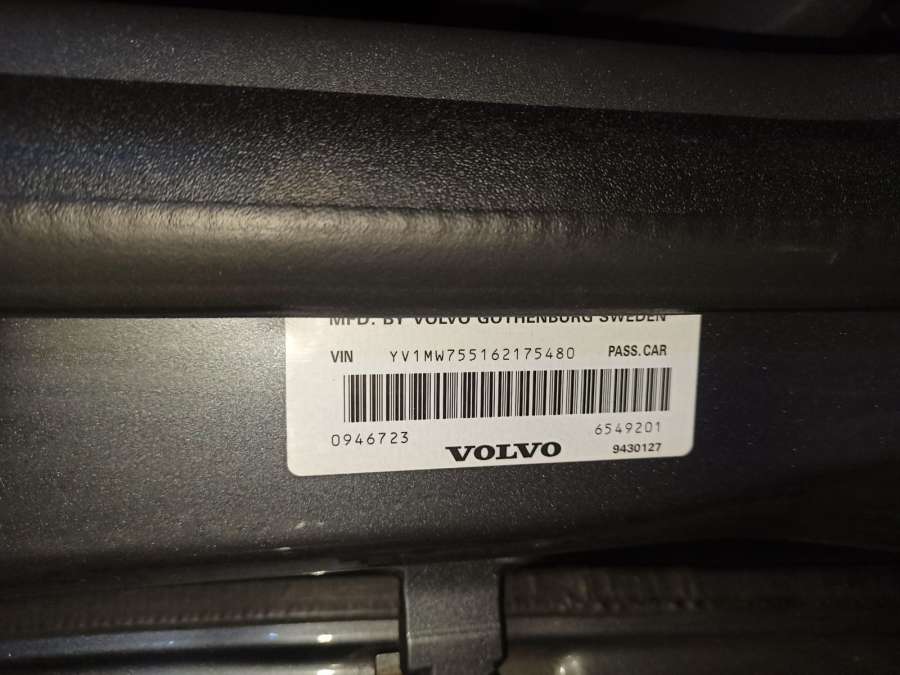 MFD. BY VOLVO GOTHENBURG SWEDEN
VIN YV1MW755162175480 PASS.CAR
0946723 6549201
VOLVO 9430127